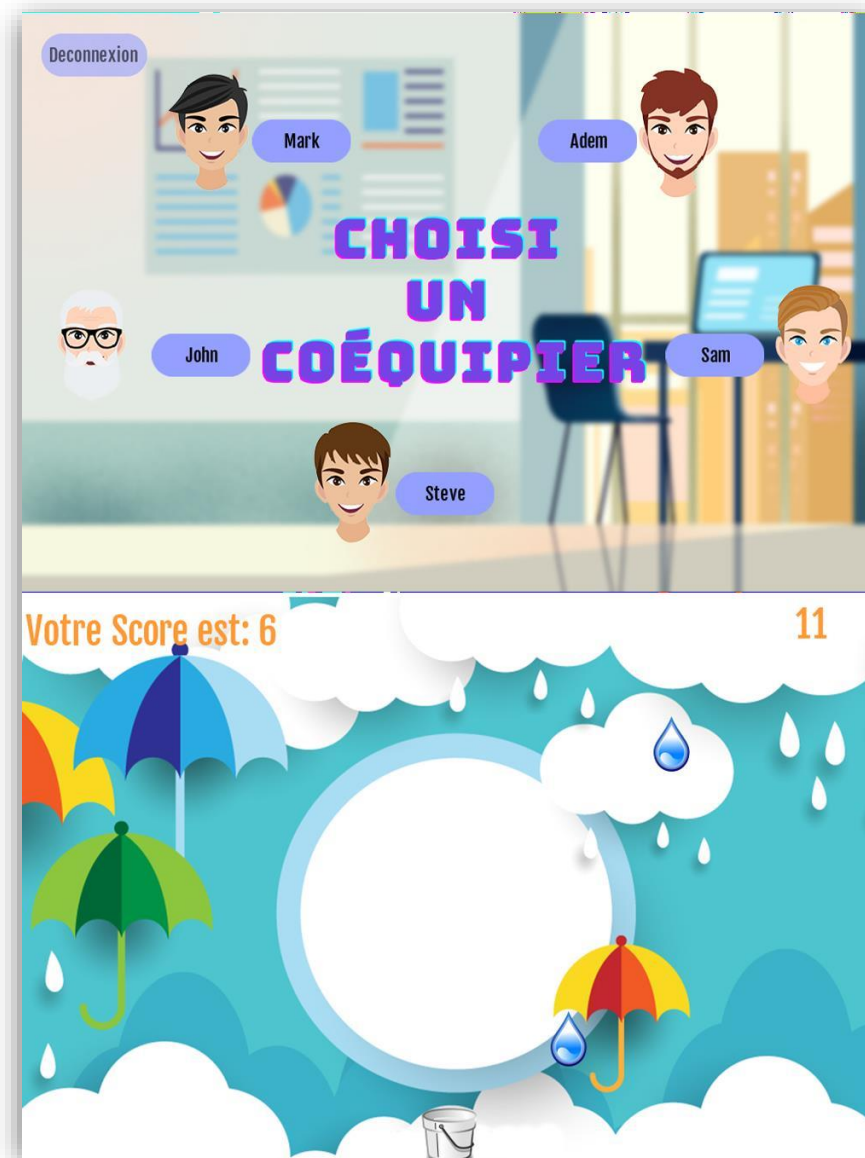 Deconnexion
Mark
Adem
CHOISI
UN
COÉQUIPIER
John
Sam
Steve
Votre Score est: 6
11